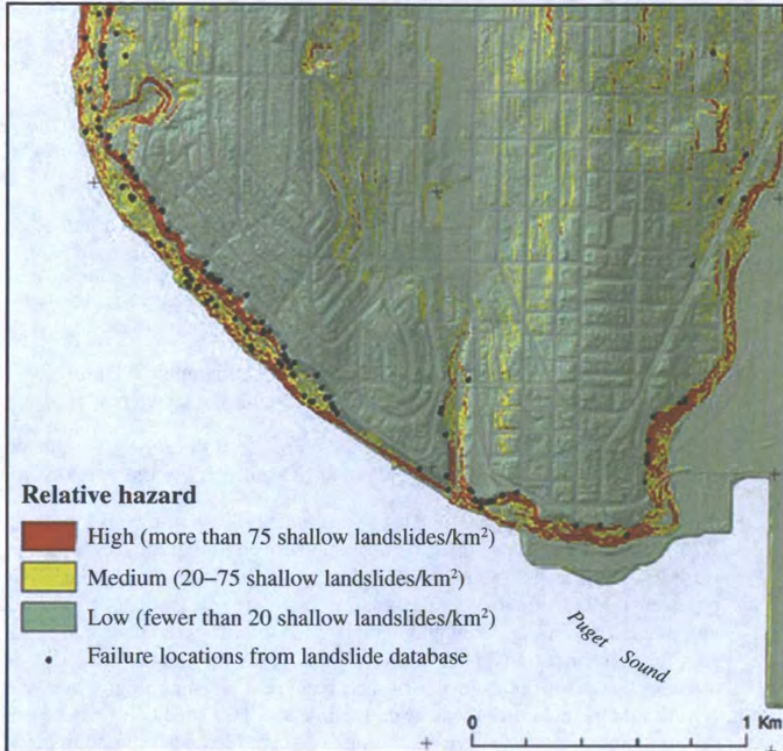 Relative hazard
High (more than 75 shallow landslides/km²)
Medium (20–75 shallow landslides/km²)
Low (fewer than 20 shallow landslides/km²)
Failure locations from landslide database
Puget Sound
0 1 Km